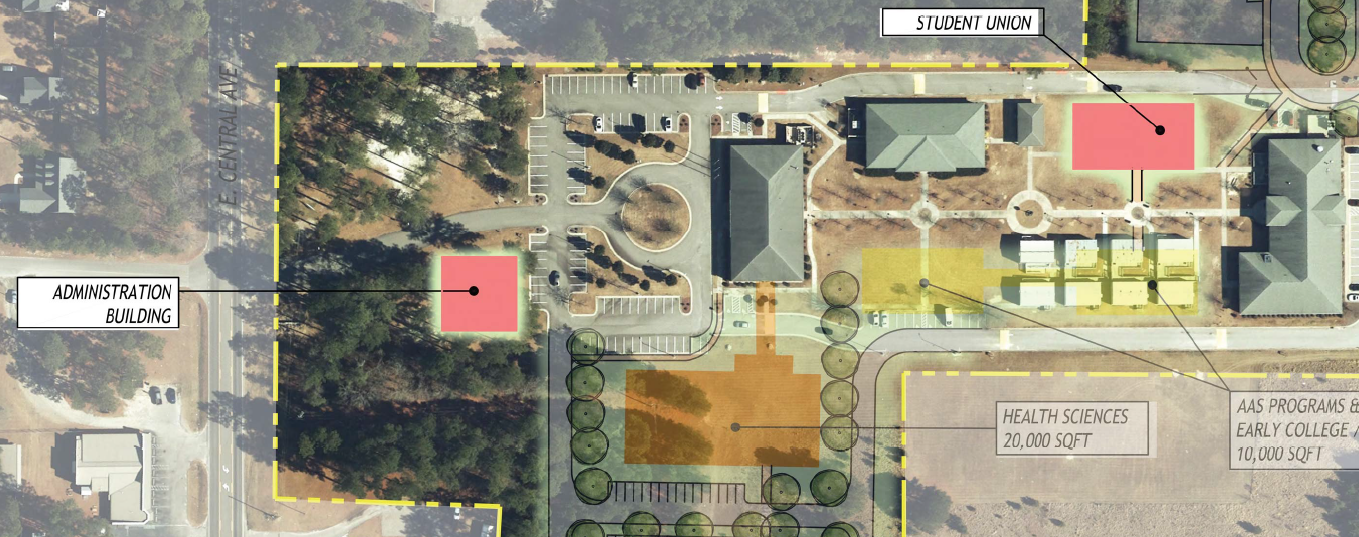 STUDENT UNION
E. CENTRAL AVE
ADMINISTRATION
BUILDING
HEALTH SCIENCES
20,000 SQFT
AAS PROGRAMS &
EARLY COLLEGE /
10,000 SQFT